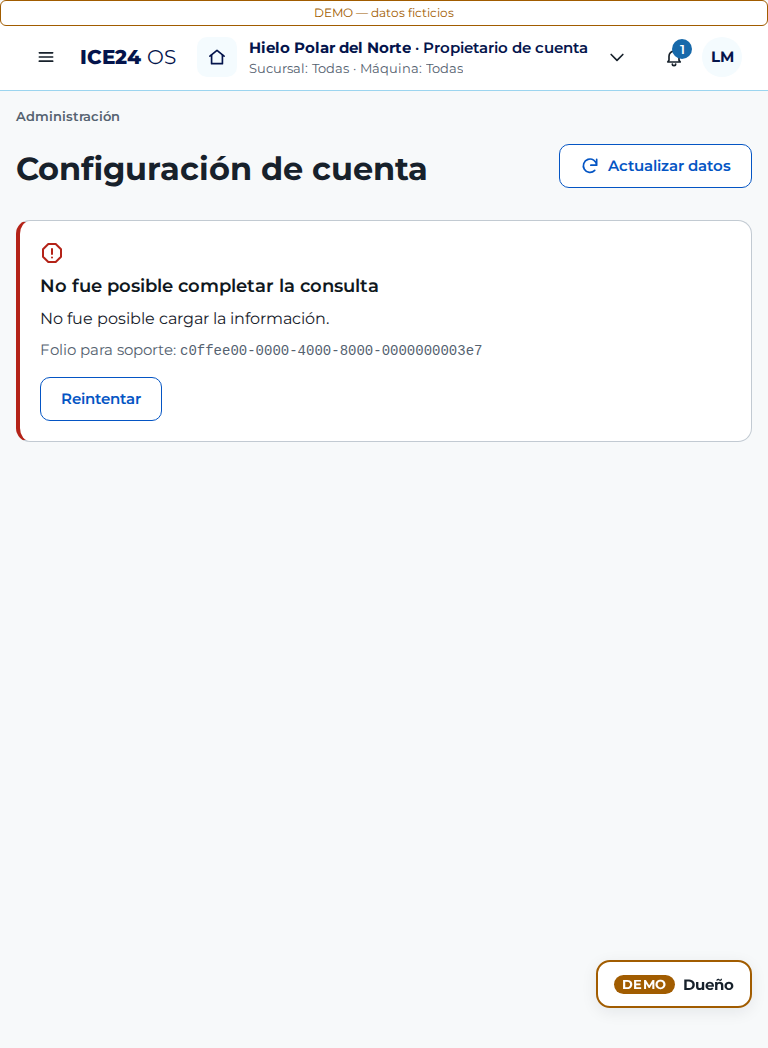 DEMO — datos ficticios
ICE24 OS
Hielo Polar del Norte · Propietario de cuenta
Sucursal: Todas · Máquina: Todas
1
LM
Administración
Configuración de cuenta
Actualizar datos
No fue posible completar la consulta
No fue posible cargar la información.
Folio para soporte: c0ffee00-0000-4000-8000-0000000003e7
Reintentar
DEMO Dueño